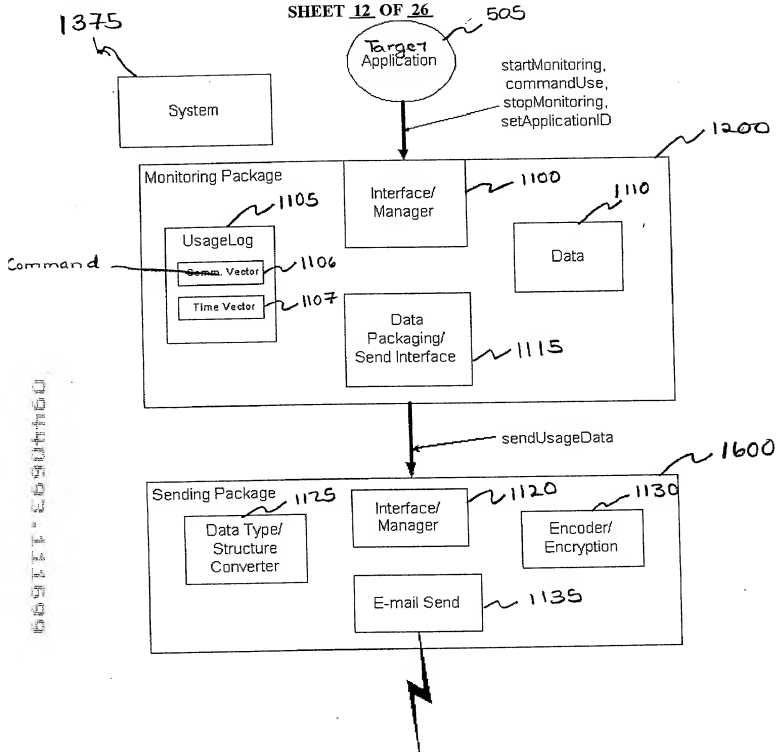 SHEET 12 OF 26
1375
505
Target
Application
System
startMonitoring,
commandUse,
stopMonitoring,
setApplicationID
1200
Monitoring Package
Interface/
Manager
1100
1110
1105
UsageLog
Data
Command
Comm. Vector
1106
Time Vector
1107
Data
Packaging/
Send Interface
1115
sendUsageData
1600
Sending Package
1125
Data Type/
Structure
Converter
Interface/
Manager
1120
1130
Encoder/
Encryption
E-mail Send
1135
09440693.111699